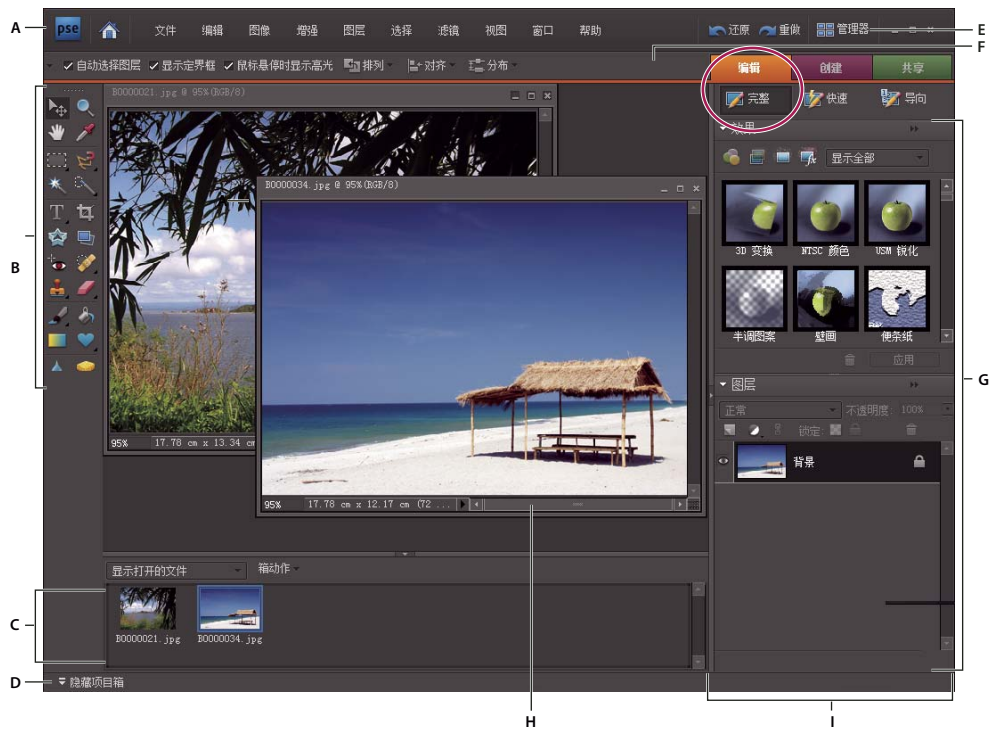 A
pse
文件 编辑 图像 增强 图层 选择 滤镜 视图 窗口 帮助
还原 重做 管理器
E
F
自动选择图层 显示定界框 鼠标悬停时显示高光 排列 对齐 分布
编辑 创建 共享
完整 快速 导向
B0000021.jpg @ 95%(RGB/8)
效果
显示全部
B0000034.jpg @ 95%(RGB/8)
3D 变换 NTSC 颜色 USM 锐化
B
半调图案 壁画 便条纸
应用
G
图层
正常 不透明度: 100%
锁定:
背景
95% 17.78 cm x 13.34 cm
95% 17.78 cm x 12.17 cm (72 ...
显示打开的文件 箱动作
C
B0000021.jpg B0000034.jpg
D
隐藏项目箱
H
I